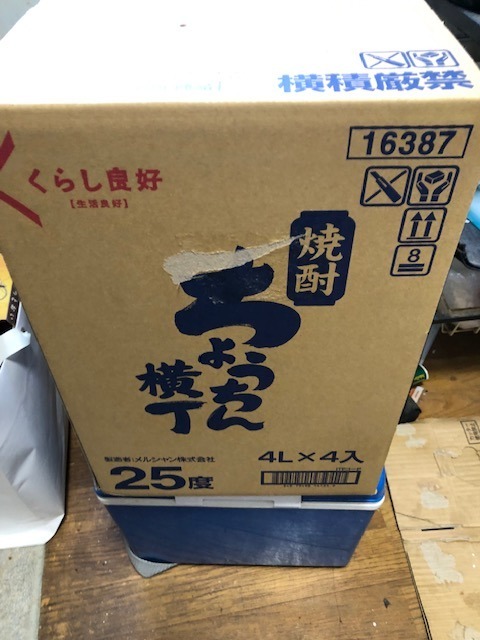 横積厳禁
16387
くらし良好
【生活良好】
8
焼酎
ちょうちん
横丁
製造者:メルシャン株式会社
25度
4L×4入